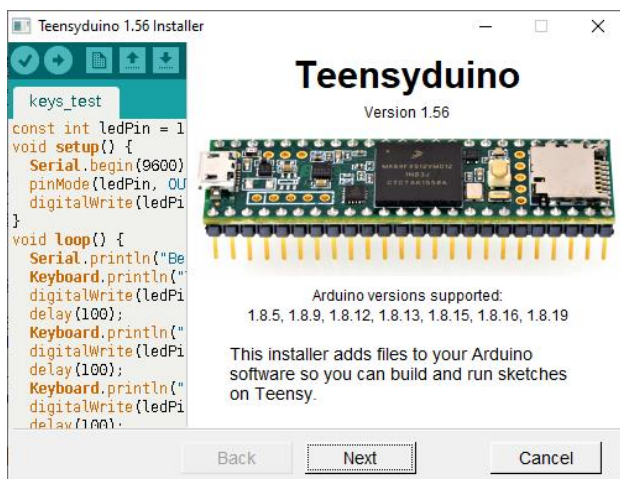 Teensyduino 1.56 Installer
keys_test
const int ledPin = 1
void setup() {
Serial.begin(9600)
pinMode(ledPin, OU
digitalWrite(ledPi
}
void loop() {
Serial.println("Be
Keyboard.println("
digitalWrite(ledPi
delay(100);
Keyboard.println("
digitalWrite(ledPi
delay(100);
Keyboard.println("
digitalWrite(ledPi
delay(100);
Teensyduino
Version 1.56
Arduino versions supported:
1.8.5, 1.8.9, 1.8.12, 1.8.13, 1.8.15, 1.8.16, 1.8.19
This installer adds files to your Arduino
software so you can build and run sketches
on Teensy.
Back
Next
Cancel